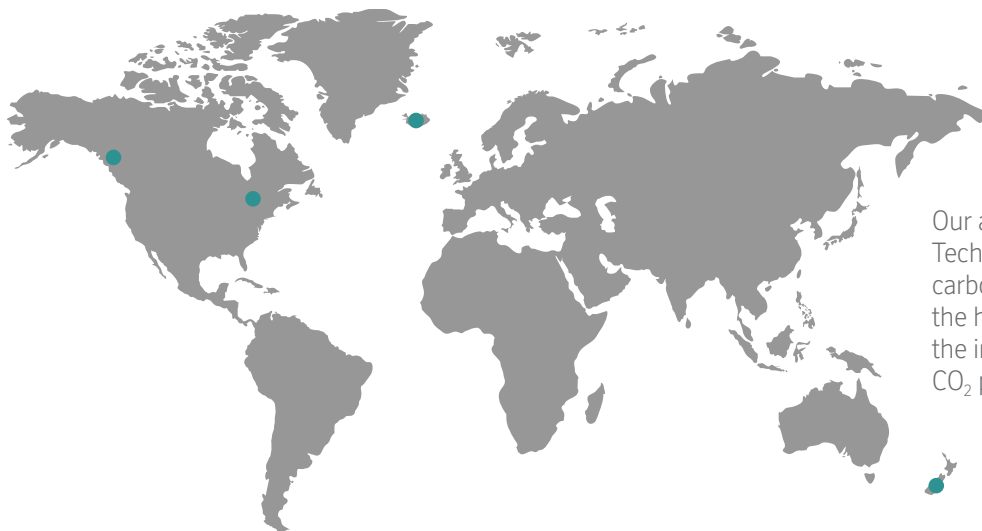 Our a
Tech
carbo
the h
the in
CO₂ p